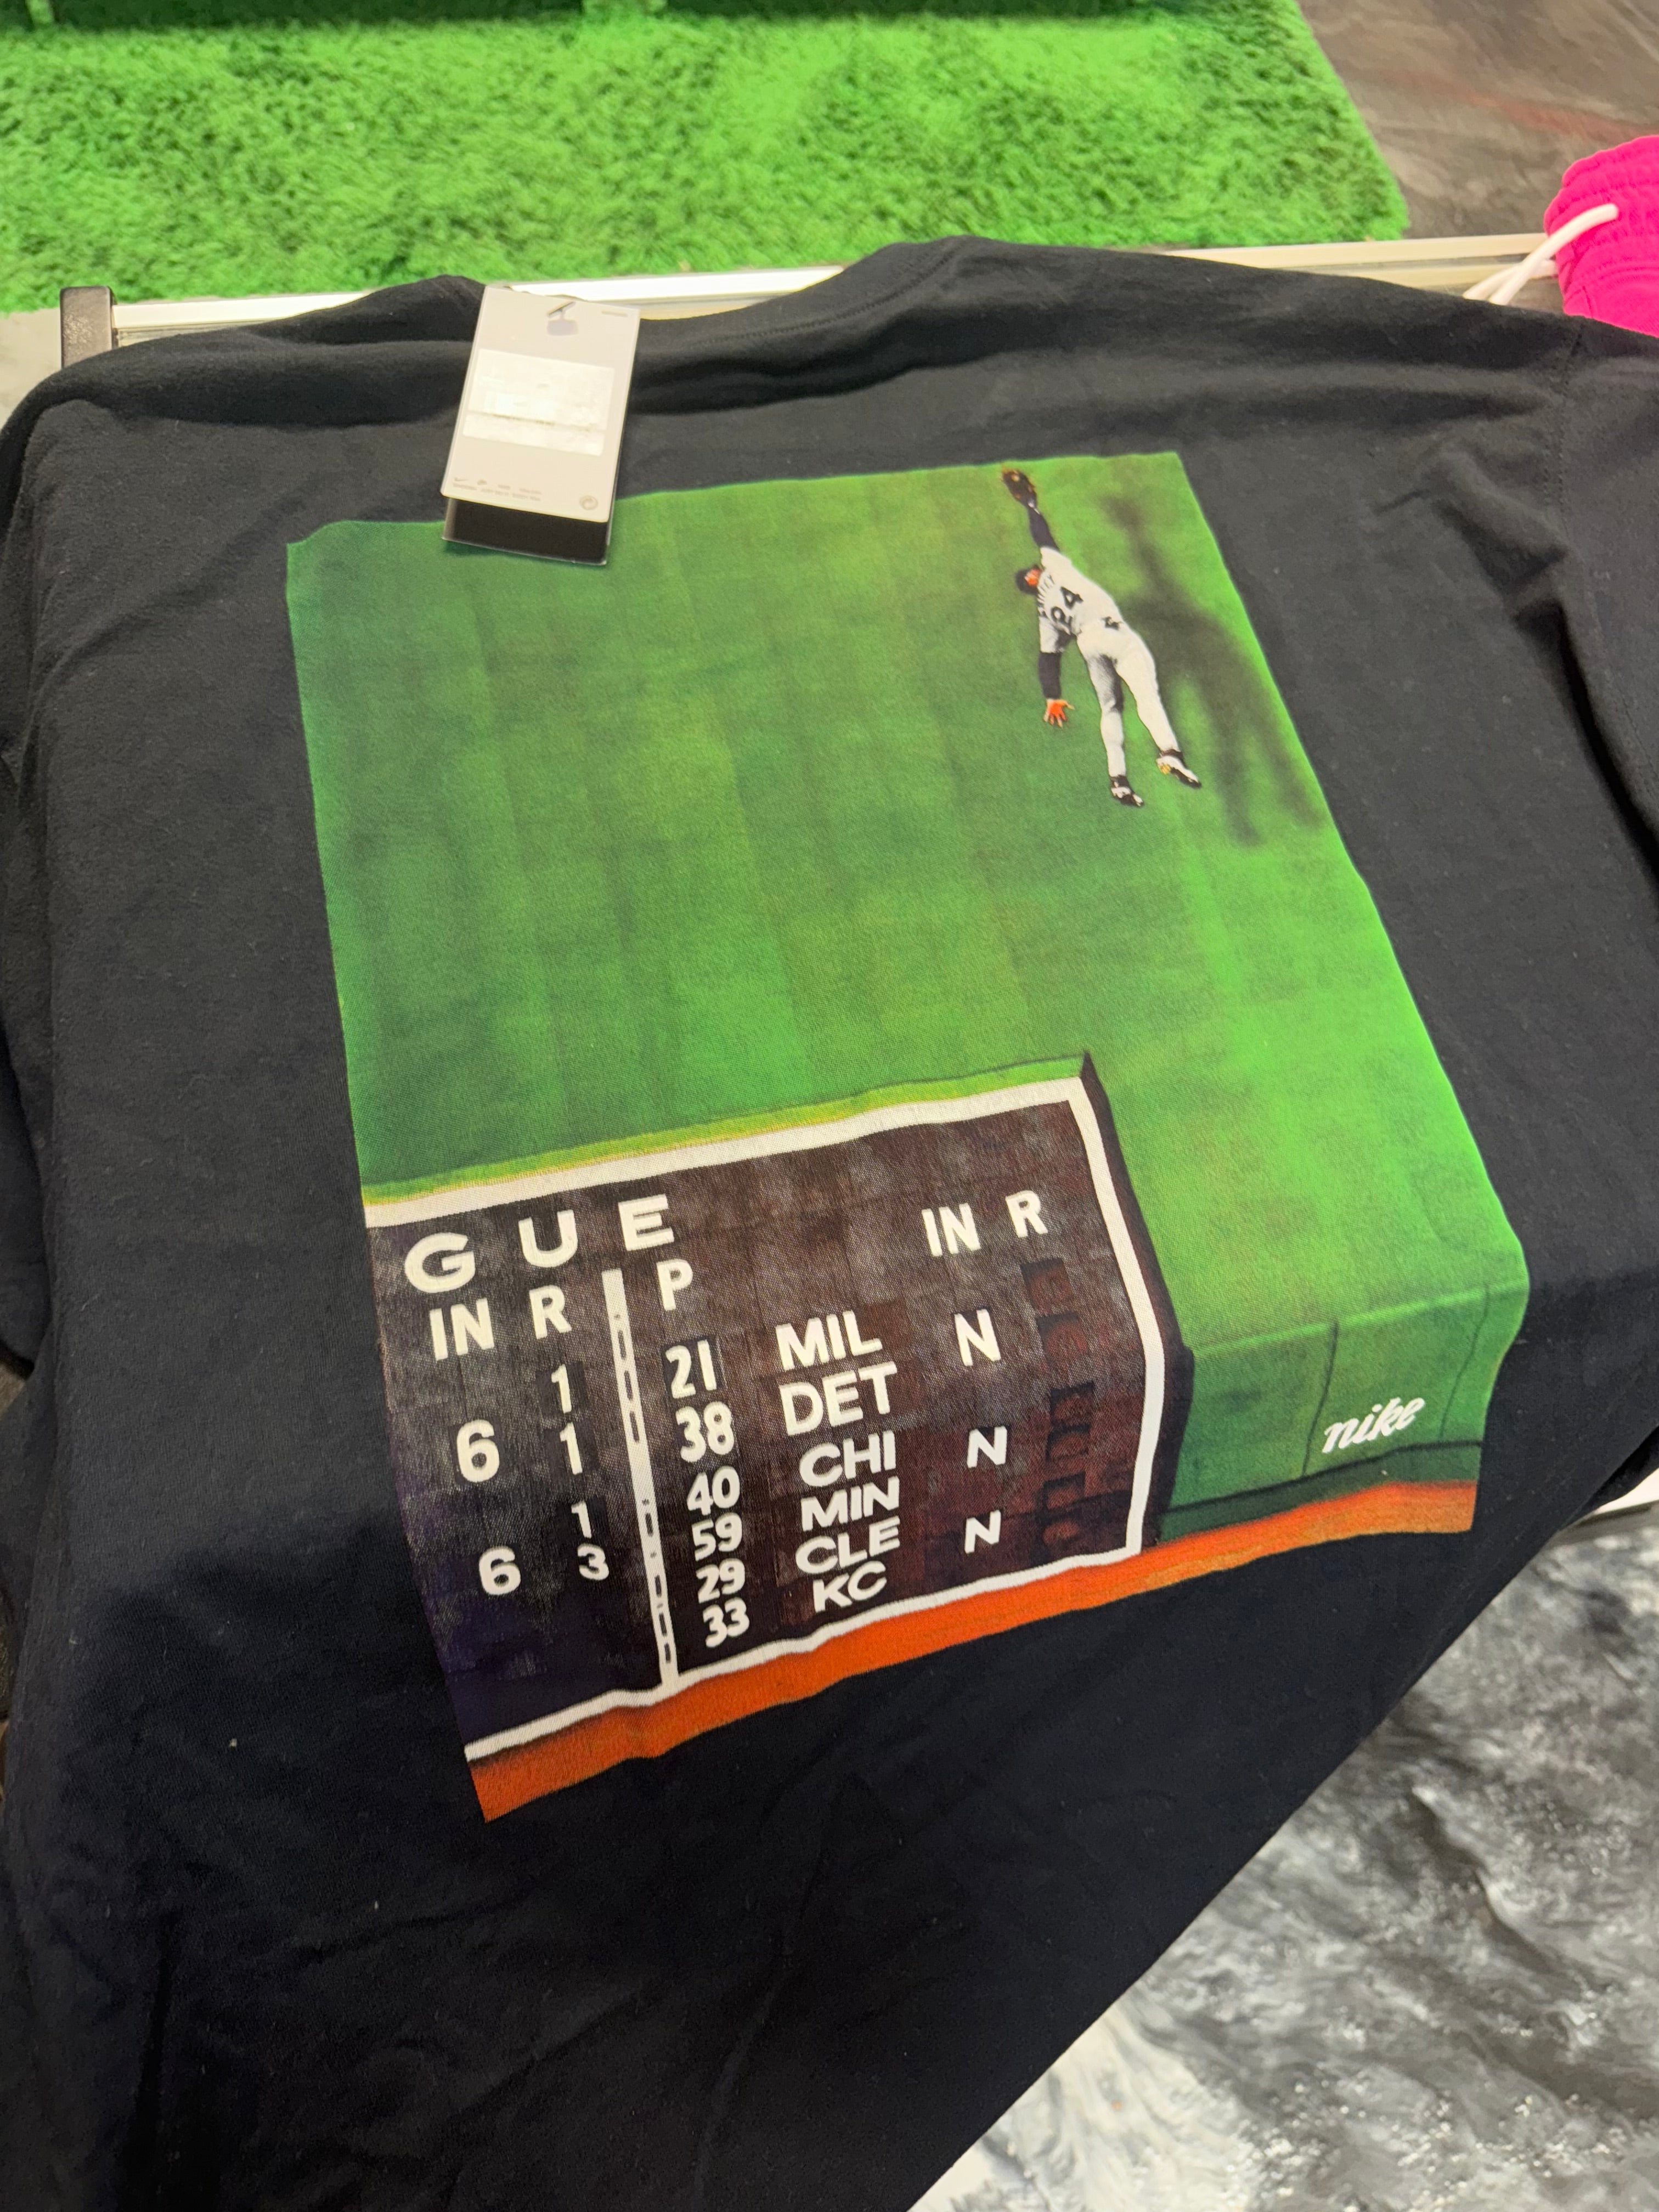 24
GUE
IN R P IN R
1 21 MIL N
6 1 38 DET
40 CHI N
1 59 MIN
6 3 29 CLE N
33 KC
nike